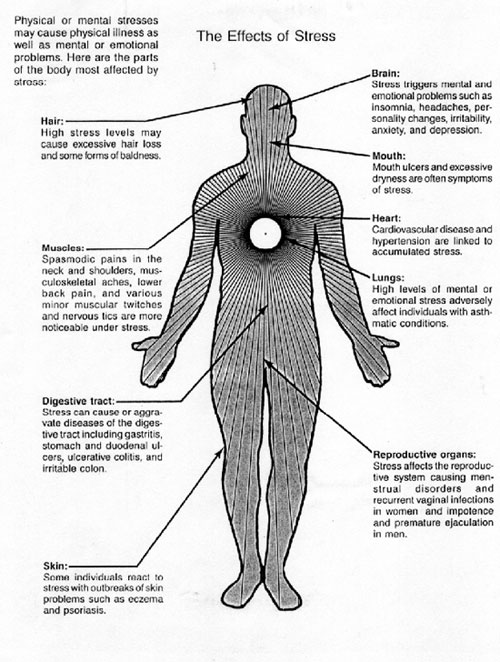 Physical or mental stresses
may cause physical illness as
well as mental or emotional
problems. Here are the parts
of the body most affected by
stress:
The Effects of Stress
Hair:
High stress levels may
cause excessive hair loss
and some forms of baldness.
Muscles:
Spasmodic pains in the
neck and shoulders, mus-
culoskeletal aches, lower
back pain, and various
minor muscular twitches
and nervous tics are more
noticeable under stress.
Digestive tract:
Stress can cause or aggra-
vate diseases of the diges-
tive tract including gastritis,
stomach and duodenal ul-
cers, ulcerative colitis, and
irritable colon.
Skin:
Some individuals react to
stress with outbreaks of skin
problems such as eczema
and psoriasis.
Brain:
Stress triggers mental and
emotional problems such as
insomnia, headaches, per-
sonality changes, irritability,
anxiety, and depression.
Mouth:
Mouth ulcers and excessive
dryness are often symptoms
of stress.
Heart:
Cardiovascular disease and
hypertension are linked to
accumulated stress.
Lungs:
High levels of mental or
emotional stress adversely
affect individuals with asth-
matic conditions.
Reproductive organs:
Stress affects the reproduc-
tive system causing men-
strual disorders and
recurrent vaginal infections
in women and impotence
and premature ejaculation
in men.